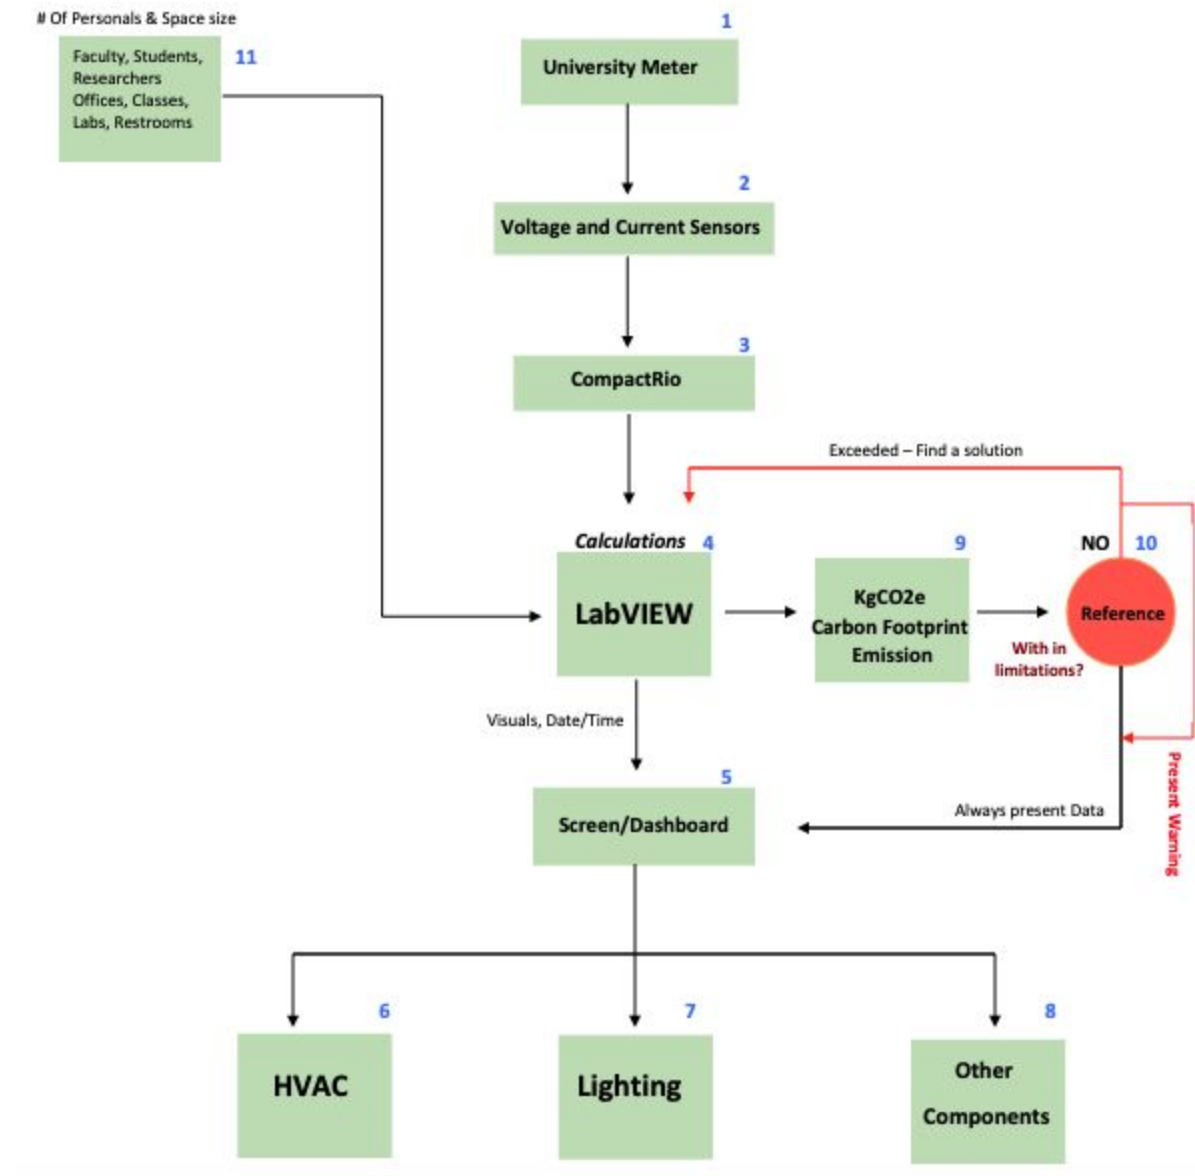 # Of Personals & Space size
Faculty, Students,
Researchers
Offices, Classes,
Labs, Restrooms
11
1
University Meter
2
Voltage and Current Sensors
3
CompactRio
Exceeded – Find a solution
Calculations 4
LabVIEW
9
KgCO2e
Carbon Footprint
Emission
NO 10
Reference
With in
limitations?
Visuals, Date/Time
Present Warning
5
Screen/Dashboard
Always present Data
6
HVAC
7
Lighting
8
Other
Components